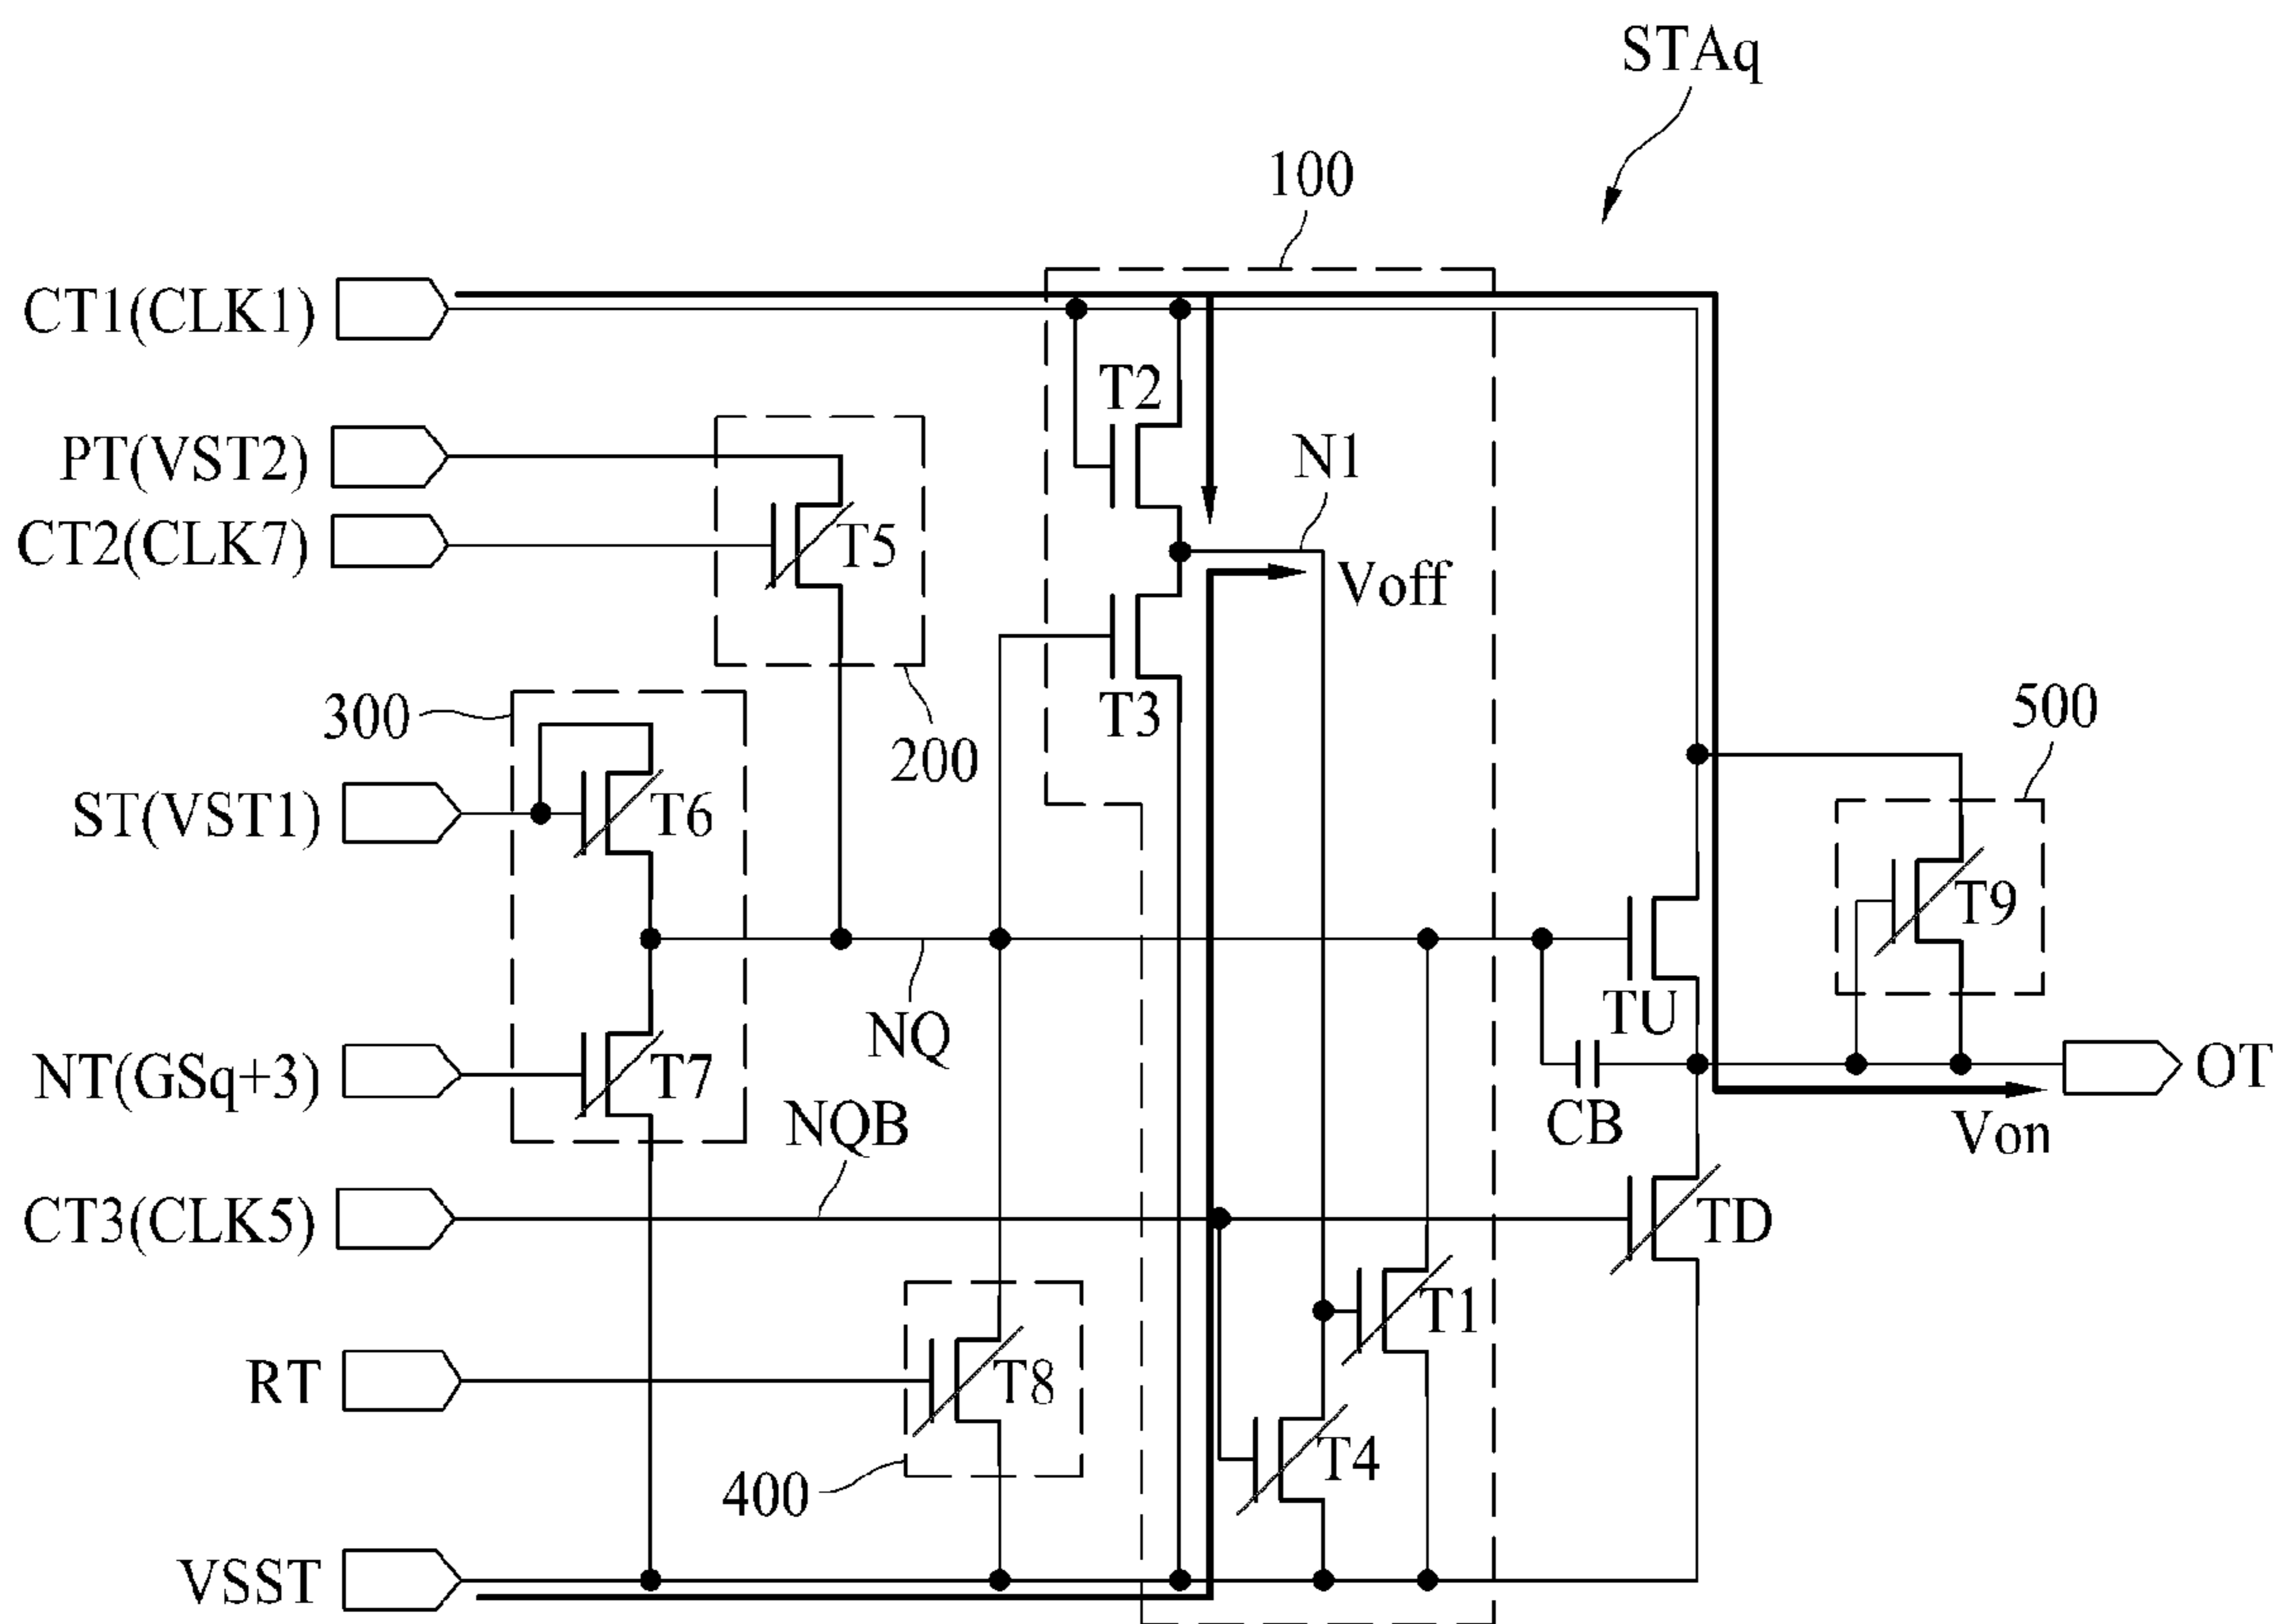 STAq
100
CT1(CLK1)
T2
PT(VST2)
N1
CT2(CLK7)
T5
Voff
T3
300
200
500
ST(VST1)
T6
T9
TU
NQ
NT(GSq+3)
T7
OT
NQB
CB
Von
CT3(CLK5)
TD
T1
RT
T8
T4
400
VSST